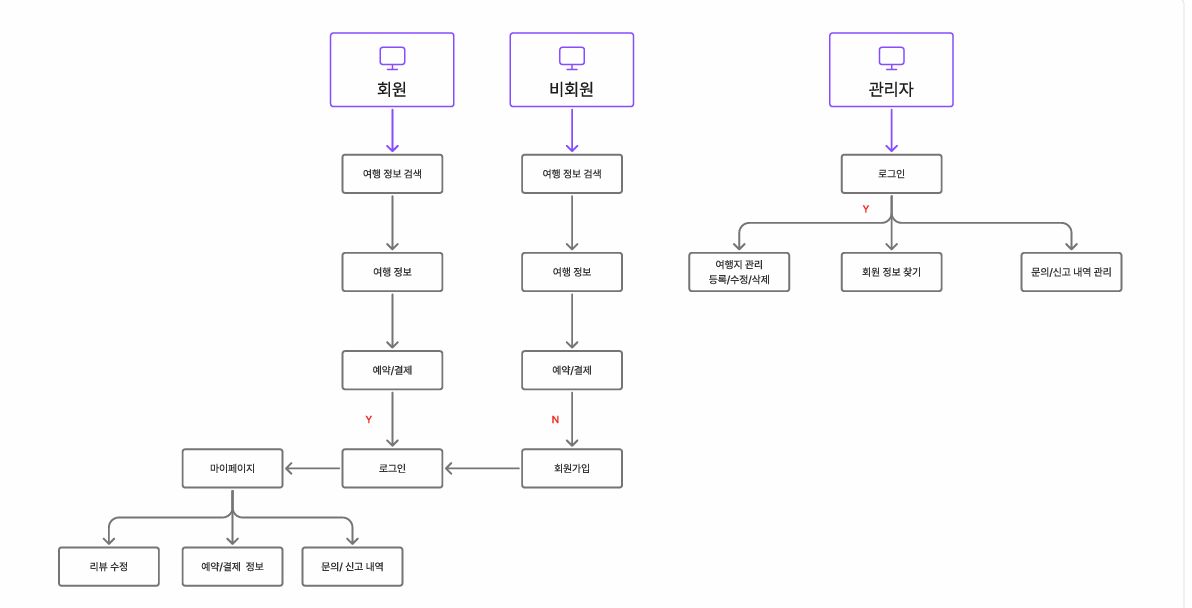 회원
비회원
관리자
여행 정보 검색
여행 정보 검색
로그인
Y
여행 정보
여행 정보
여행지 관리
등록/수정/삭제
회원 정보 찾기
문의/신고 내역 관리
예약/결제
예약/결제
Y
N
마이페이지
로그인
회원가입
리뷰 수정
예약/결제 정보
문의/ 신고 내역